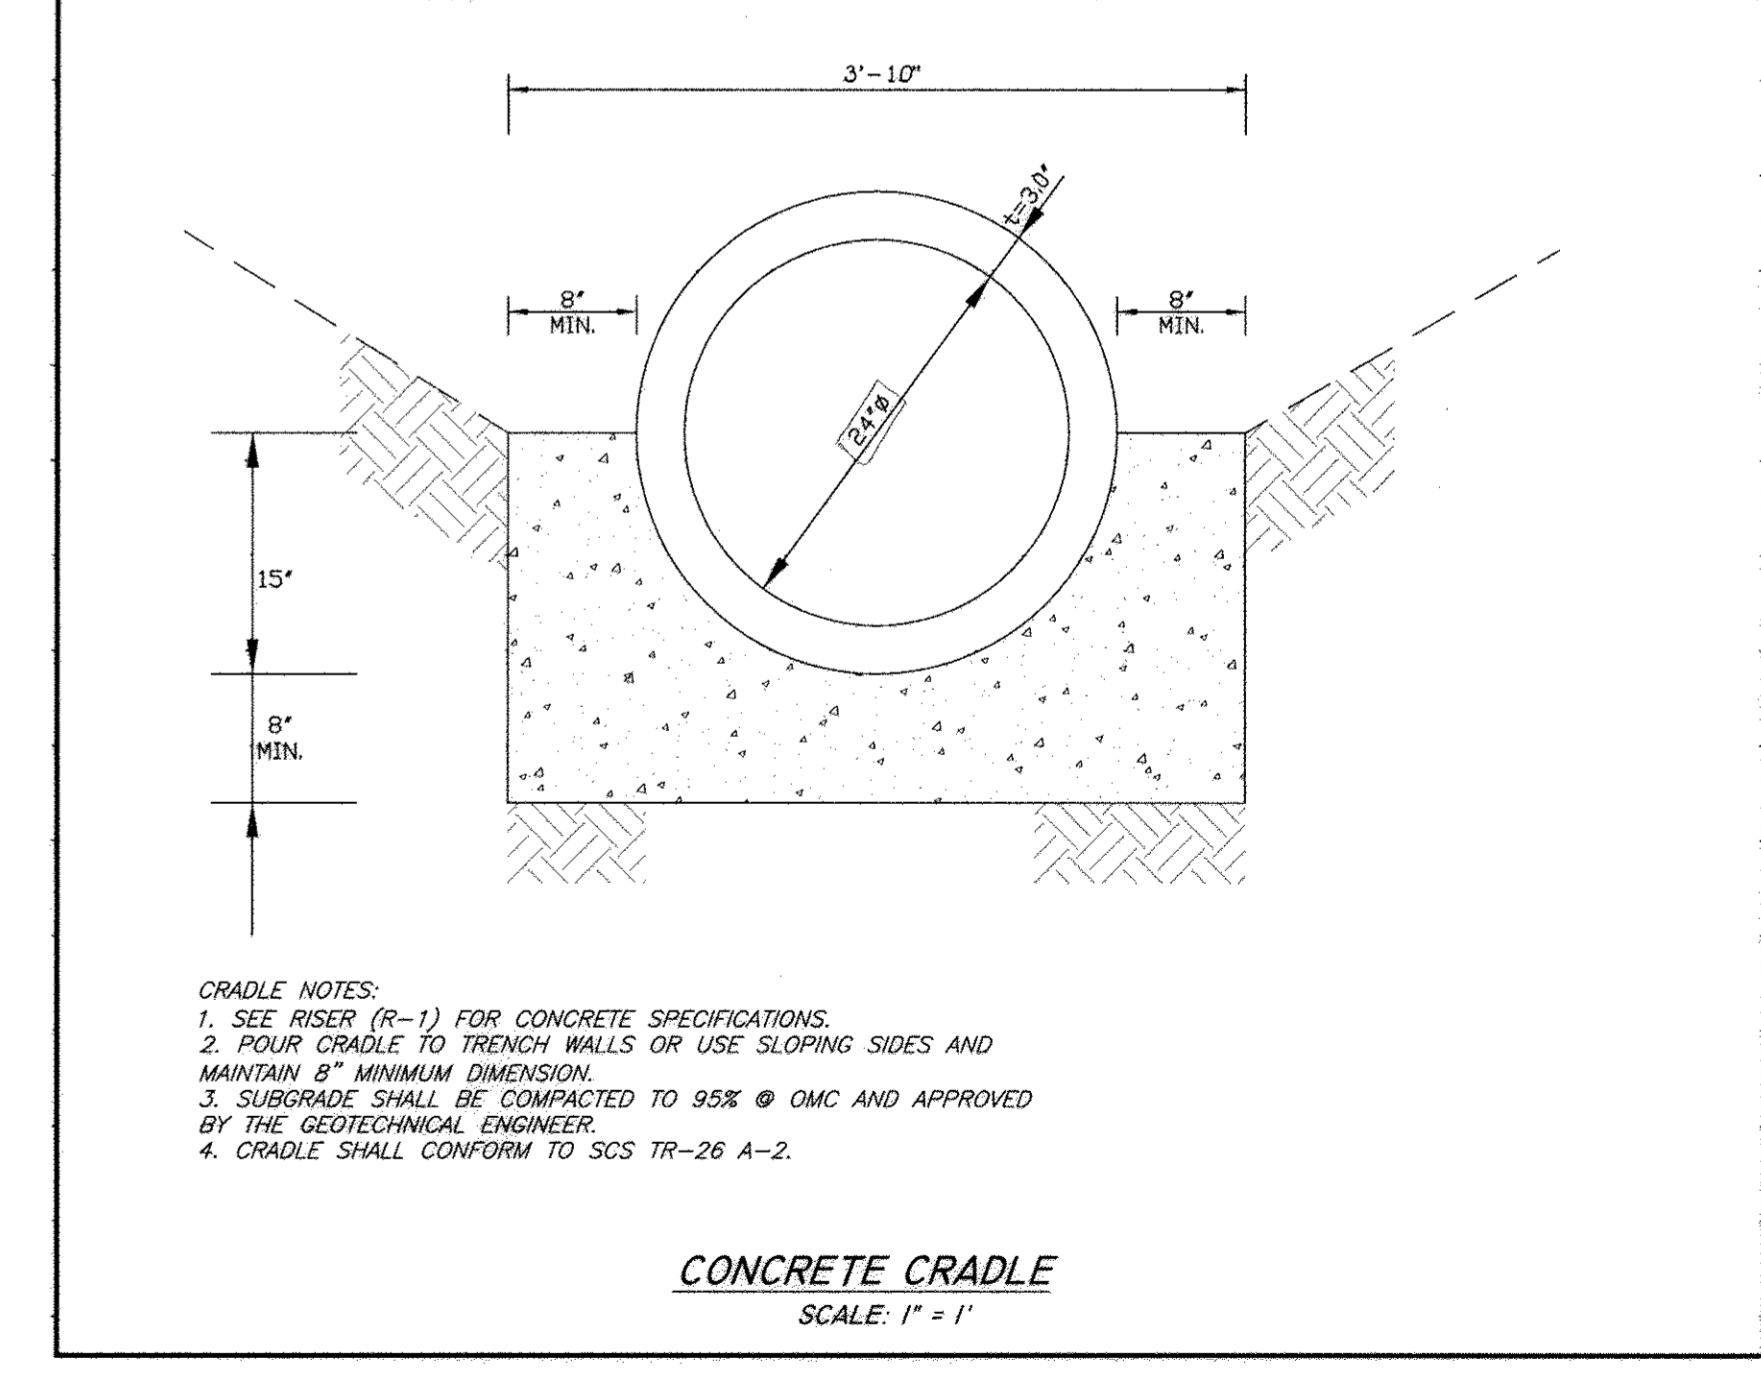 3'-10"
t=3.0"
8"
MIN.
8"
MIN.
24"Ø
15"
8"
MIN.
CRADLE NOTES:
1. SEE RISER (R-1) FOR CONCRETE SPECIFICATIONS.
2. POUR CRADLE TO TRENCH WALLS OR USE SLOPING SIDES AND
MAINTAIN 8" MINIMUM DIMENSION.
3. SUBGRADE SHALL BE COMPACTED TO 95% @ OMC AND APPROVED
BY THE GEOTECHNICAL ENGINEER.
4. CRADLE SHALL CONFORM TO SCS TR-26 A-2.
CONCRETE CRADLE
SCALE: 1" = 1'